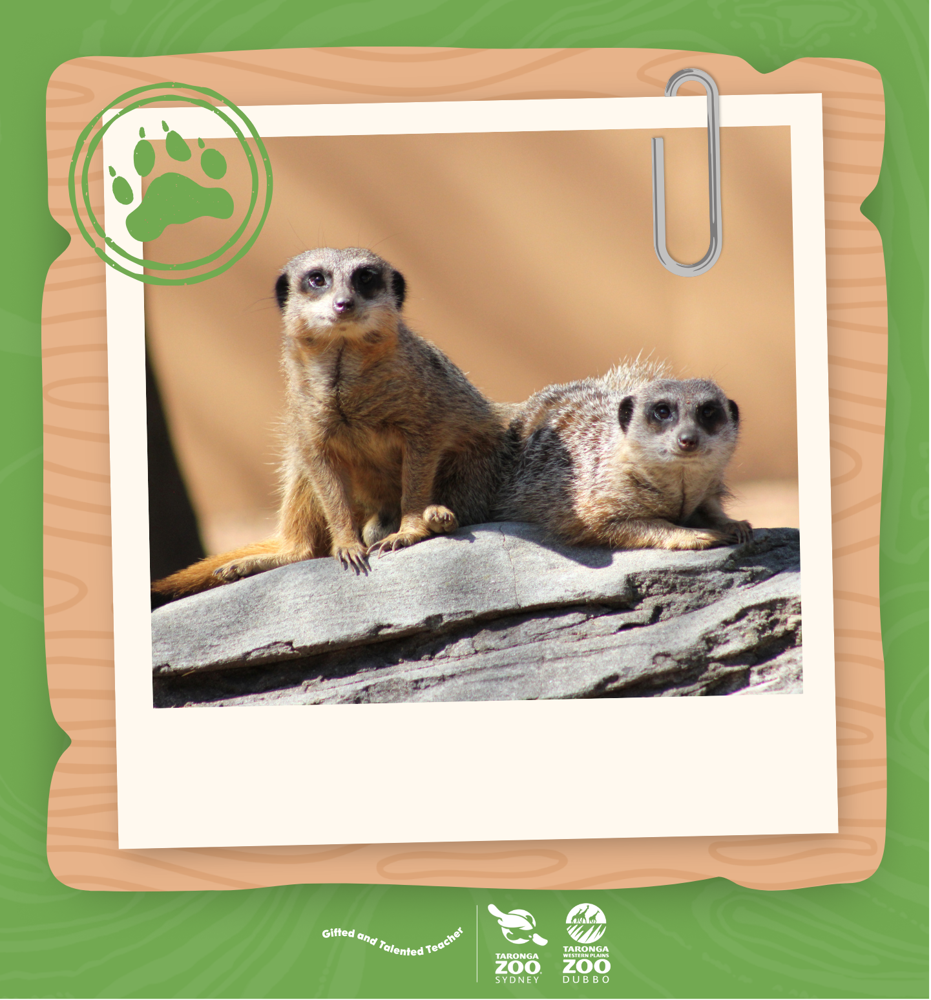 Gifted and Talented Teacher
TARONGA
ZOO
SYDNEY
TARONGA
WESTERN PLAINS
ZOO
DUBBO